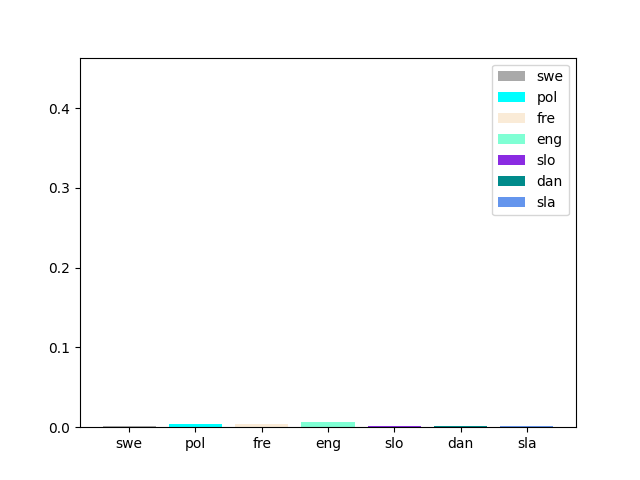 swe
pol
fre
eng
slo
dan
sla
0.4
0.3
0.2
0.1
0.0
swe pol fre eng slo dan sla